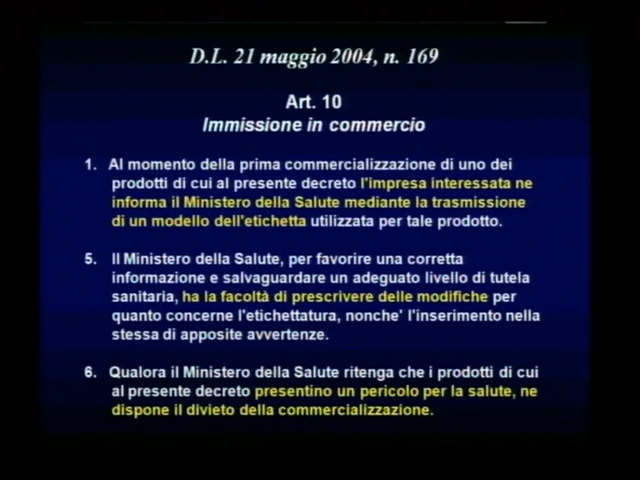 D.L. 21 maggio 2004, n. 169
Art. 10
Immissione in commercio
1. Al momento della prima commercializzazione di uno dei
prodotti di cui al presente decreto l'impresa interessata ne
informa il Ministero della Salute mediante la trasmissione
di un modello dell'etichetta utilizzata per tale prodotto.
5. Il Ministero della Salute, per favorire una corretta
informazione e salvaguardare un adeguato livello di tutela
sanitaria, ha la facoltà di prescrivere delle modifiche per
quanto concerne l'etichettatura, nonche' l'inserimento nella
stessa di apposite avvertenze.
6. Qualora il Ministero della Salute ritenga che i prodotti di cui
al presente decreto presentino un pericolo per la salute, ne
dispone il divieto della commercializzazione.